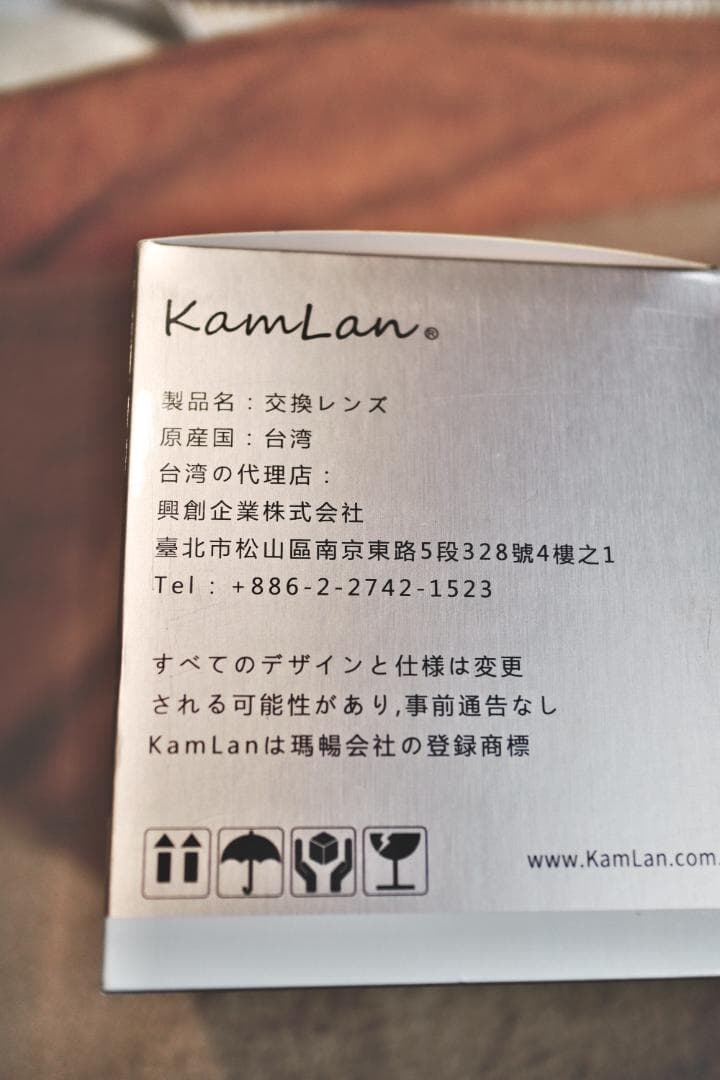 KamLan®
製品名：交換レンズ
原産国：台湾
台湾の代理店：
興創企業株式会社
臺北市松山區南京東路5段328號4樓之1
Tel：+886-2-2742-1523
すべてのデザインと仕様は変更
される可能性があり,事前通告なし
KamLanは瑪暢会社の登録商標
www.KamLan.com.